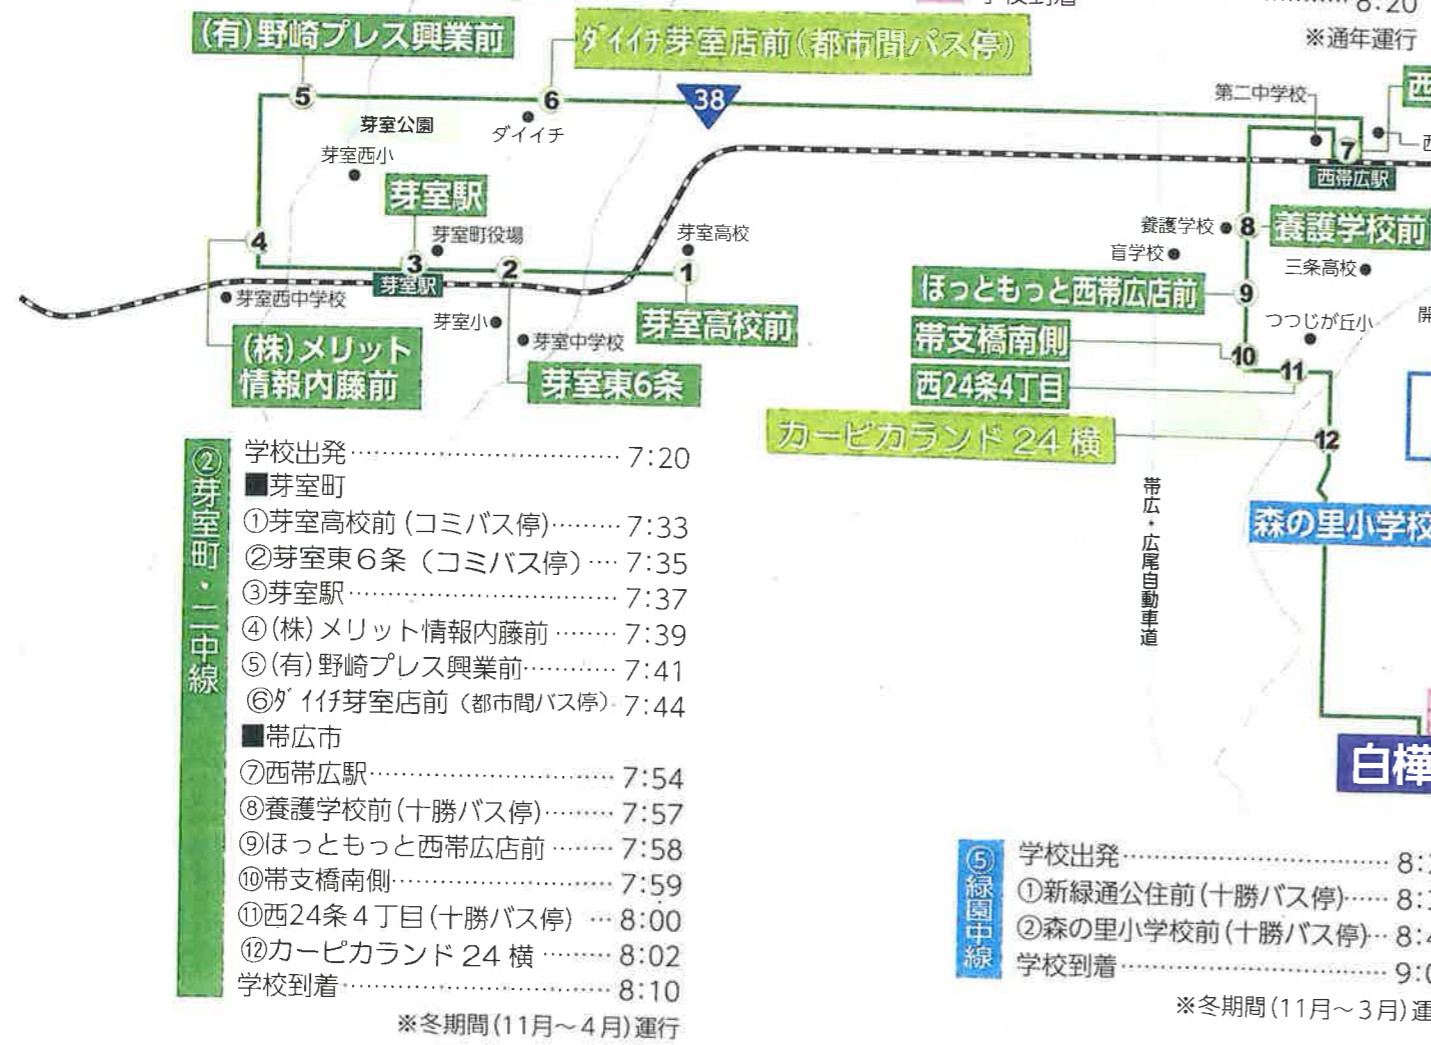 学校到着 8:20
※通年運行
(有)野崎プレス興業前
ダイイチ芽室店前(都市間バス停)
5
6
38
芽室公園
ダイイチ
第二中学校
西
7
西帯広駅
芽室西小
芽室駅
4
芽室町役場
3
芽室駅
2
芽室高校
1
芽室西中学校
芽室小
芽室中学校
芽室高校前
(株)メリット
情報内藤前
芽室東6条
養護学校
8
養護学校前
盲学校
三条高校
ほっともっと西帯広店前
9
つつじが丘小
開
帯支橋南側
10
西24条4丁目
11
カーピカランド 24 横
12
帯広・広尾自動車道
森の里小学校
白樺
②芽室町・二中線
学校出発 7:20
■芽室町
①芽室高校前(コミバス停) 7:33
②芽室東6条(コミバス停) 7:35
③芽室駅 7:37
④(株)メリット情報内藤前 7:39
⑤(有)野崎プレス興業前 7:41
⑥ダイイチ芽室店前(都市間バス停) 7:44
■帯広市
⑦西帯広駅 7:54
⑧養護学校前(十勝バス停) 7:57
⑨ほっともっと西帯広店前 7:58
⑩帯支橋南側 7:59
⑪西24条4丁目(十勝バス停) 8:00
⑫カーピカランド 24 横 8:02
学校到着 8:10
※冬期間(11月~4月)運行
⑤緑園中線
学校出発 8:
①新緑通公住前(十勝バス停) 8:
②森の里小学校前(十勝バス停) 8:
学校到着 9:
※冬期間(11月~3月)運